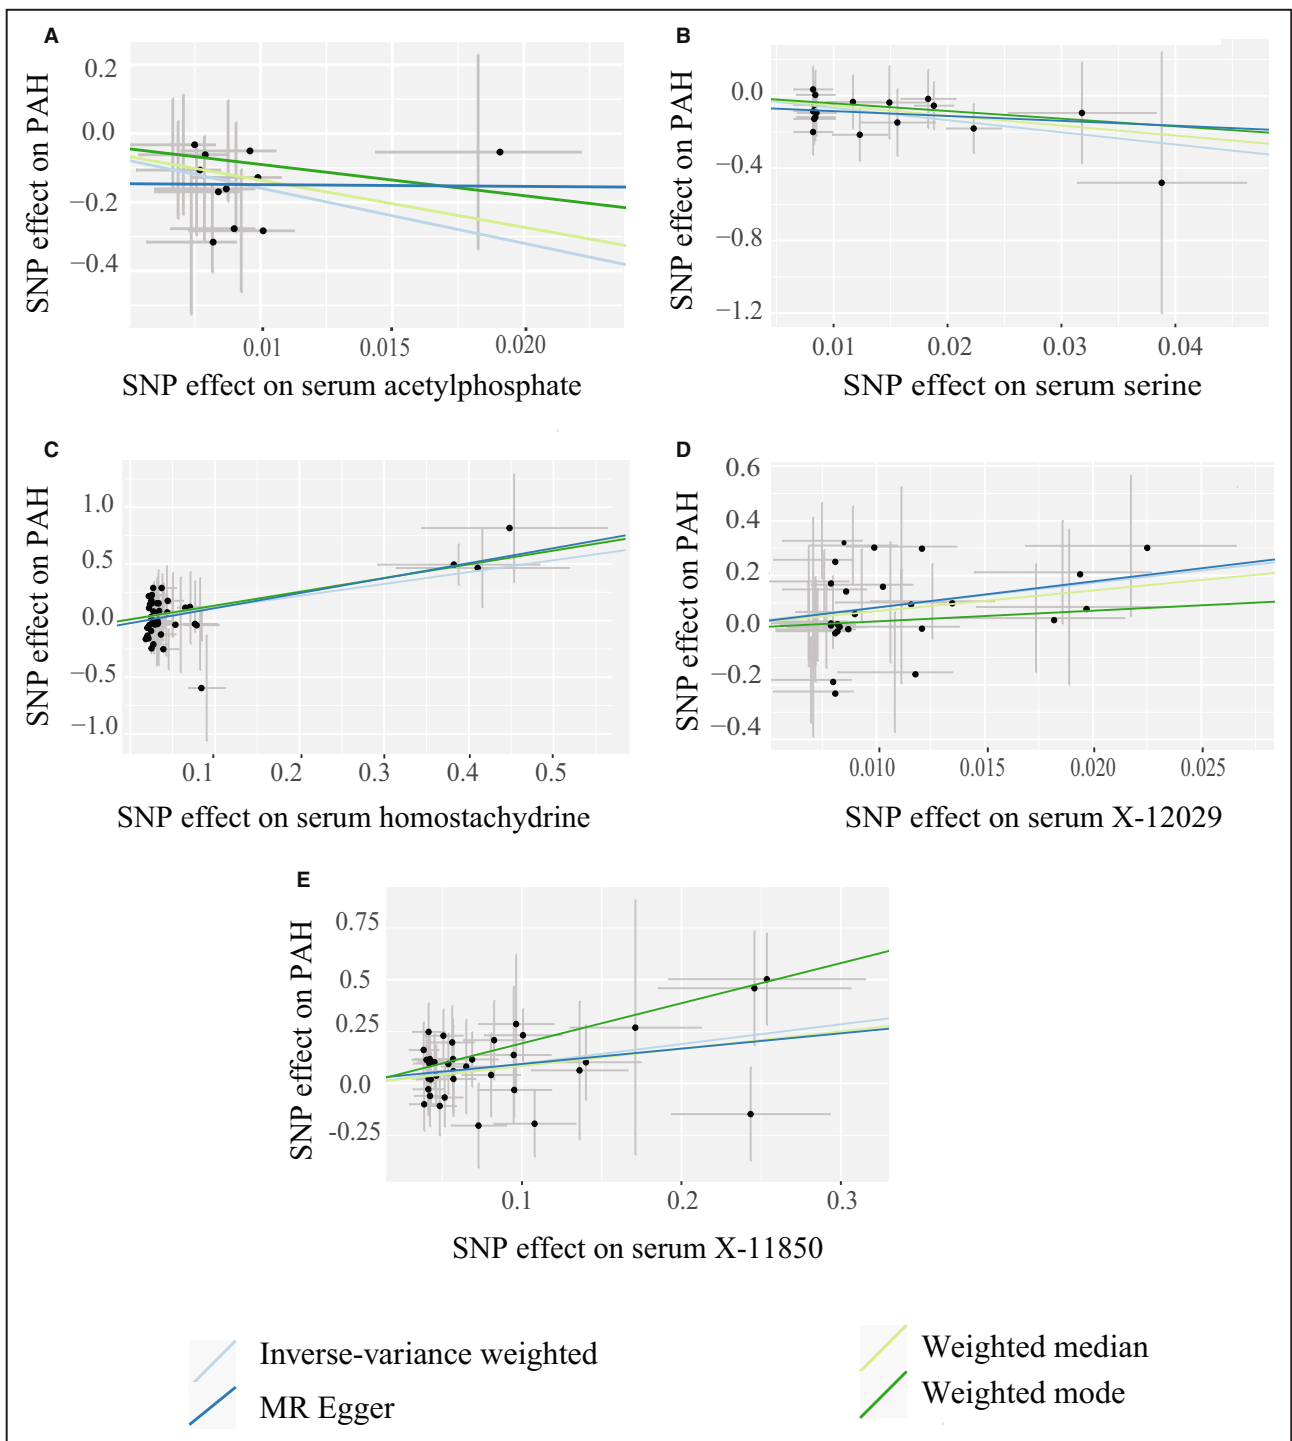 A
0.2
0.0
−0.2
−0.4
SNP effect on PAH
0.01 0.015 0.020
SNP effect on serum acetylphosphate
B
0.0
−0.4
−0.8
−1.2
SNP effect on PAH
0.01 0.02 0.03 0.04
SNP effect on serum serine
C
1.0
0.5
0.0
−0.5
−1.0
SNP effect on PAH
0.1 0.2 0.3 0.4 0.5
SNP effect on serum homostachydrine
D
0.6
0.4
0.2
0.0
−0.2
−0.4
SNP effect on PAH
0.010 0.015 0.020 0.025
SNP effect on serum X-12029
E
0.75
0.5
0.25
0.0
-0.25
SNP effect on PAH
0.1 0.2 0.3
SNP effect on serum X-11850
Inverse-variance weighted
MR Egger
Weighted median
Weighted mode